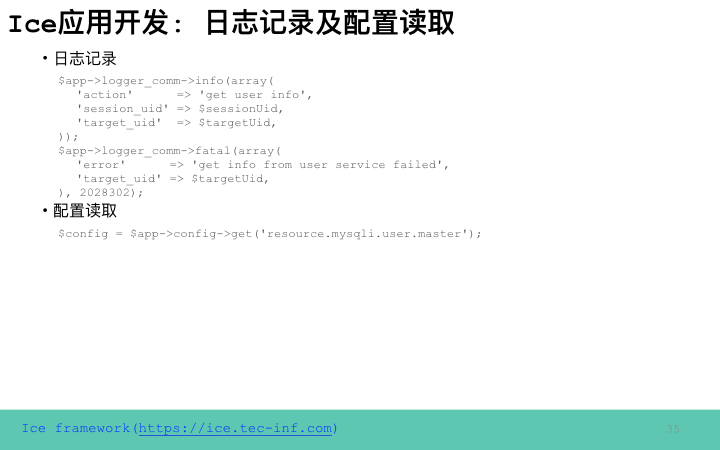 Ice应用开发: 日志记录及配置读取
• 日志记录
$app->logger_comm->info(array(
'action' => 'get user info',
'session_uid' => $sessionUid,
'target_uid' => $targetUid,
));
$app->logger_comm->fatal(array(
'error' => 'get info from user service failed',
'target_uid' => $targetUid,
), 2028302);
• 配置读取
$config = $app->config->get('resource.mysqli.user.master');
Ice framework(https://ice.tec-inf.com)
35